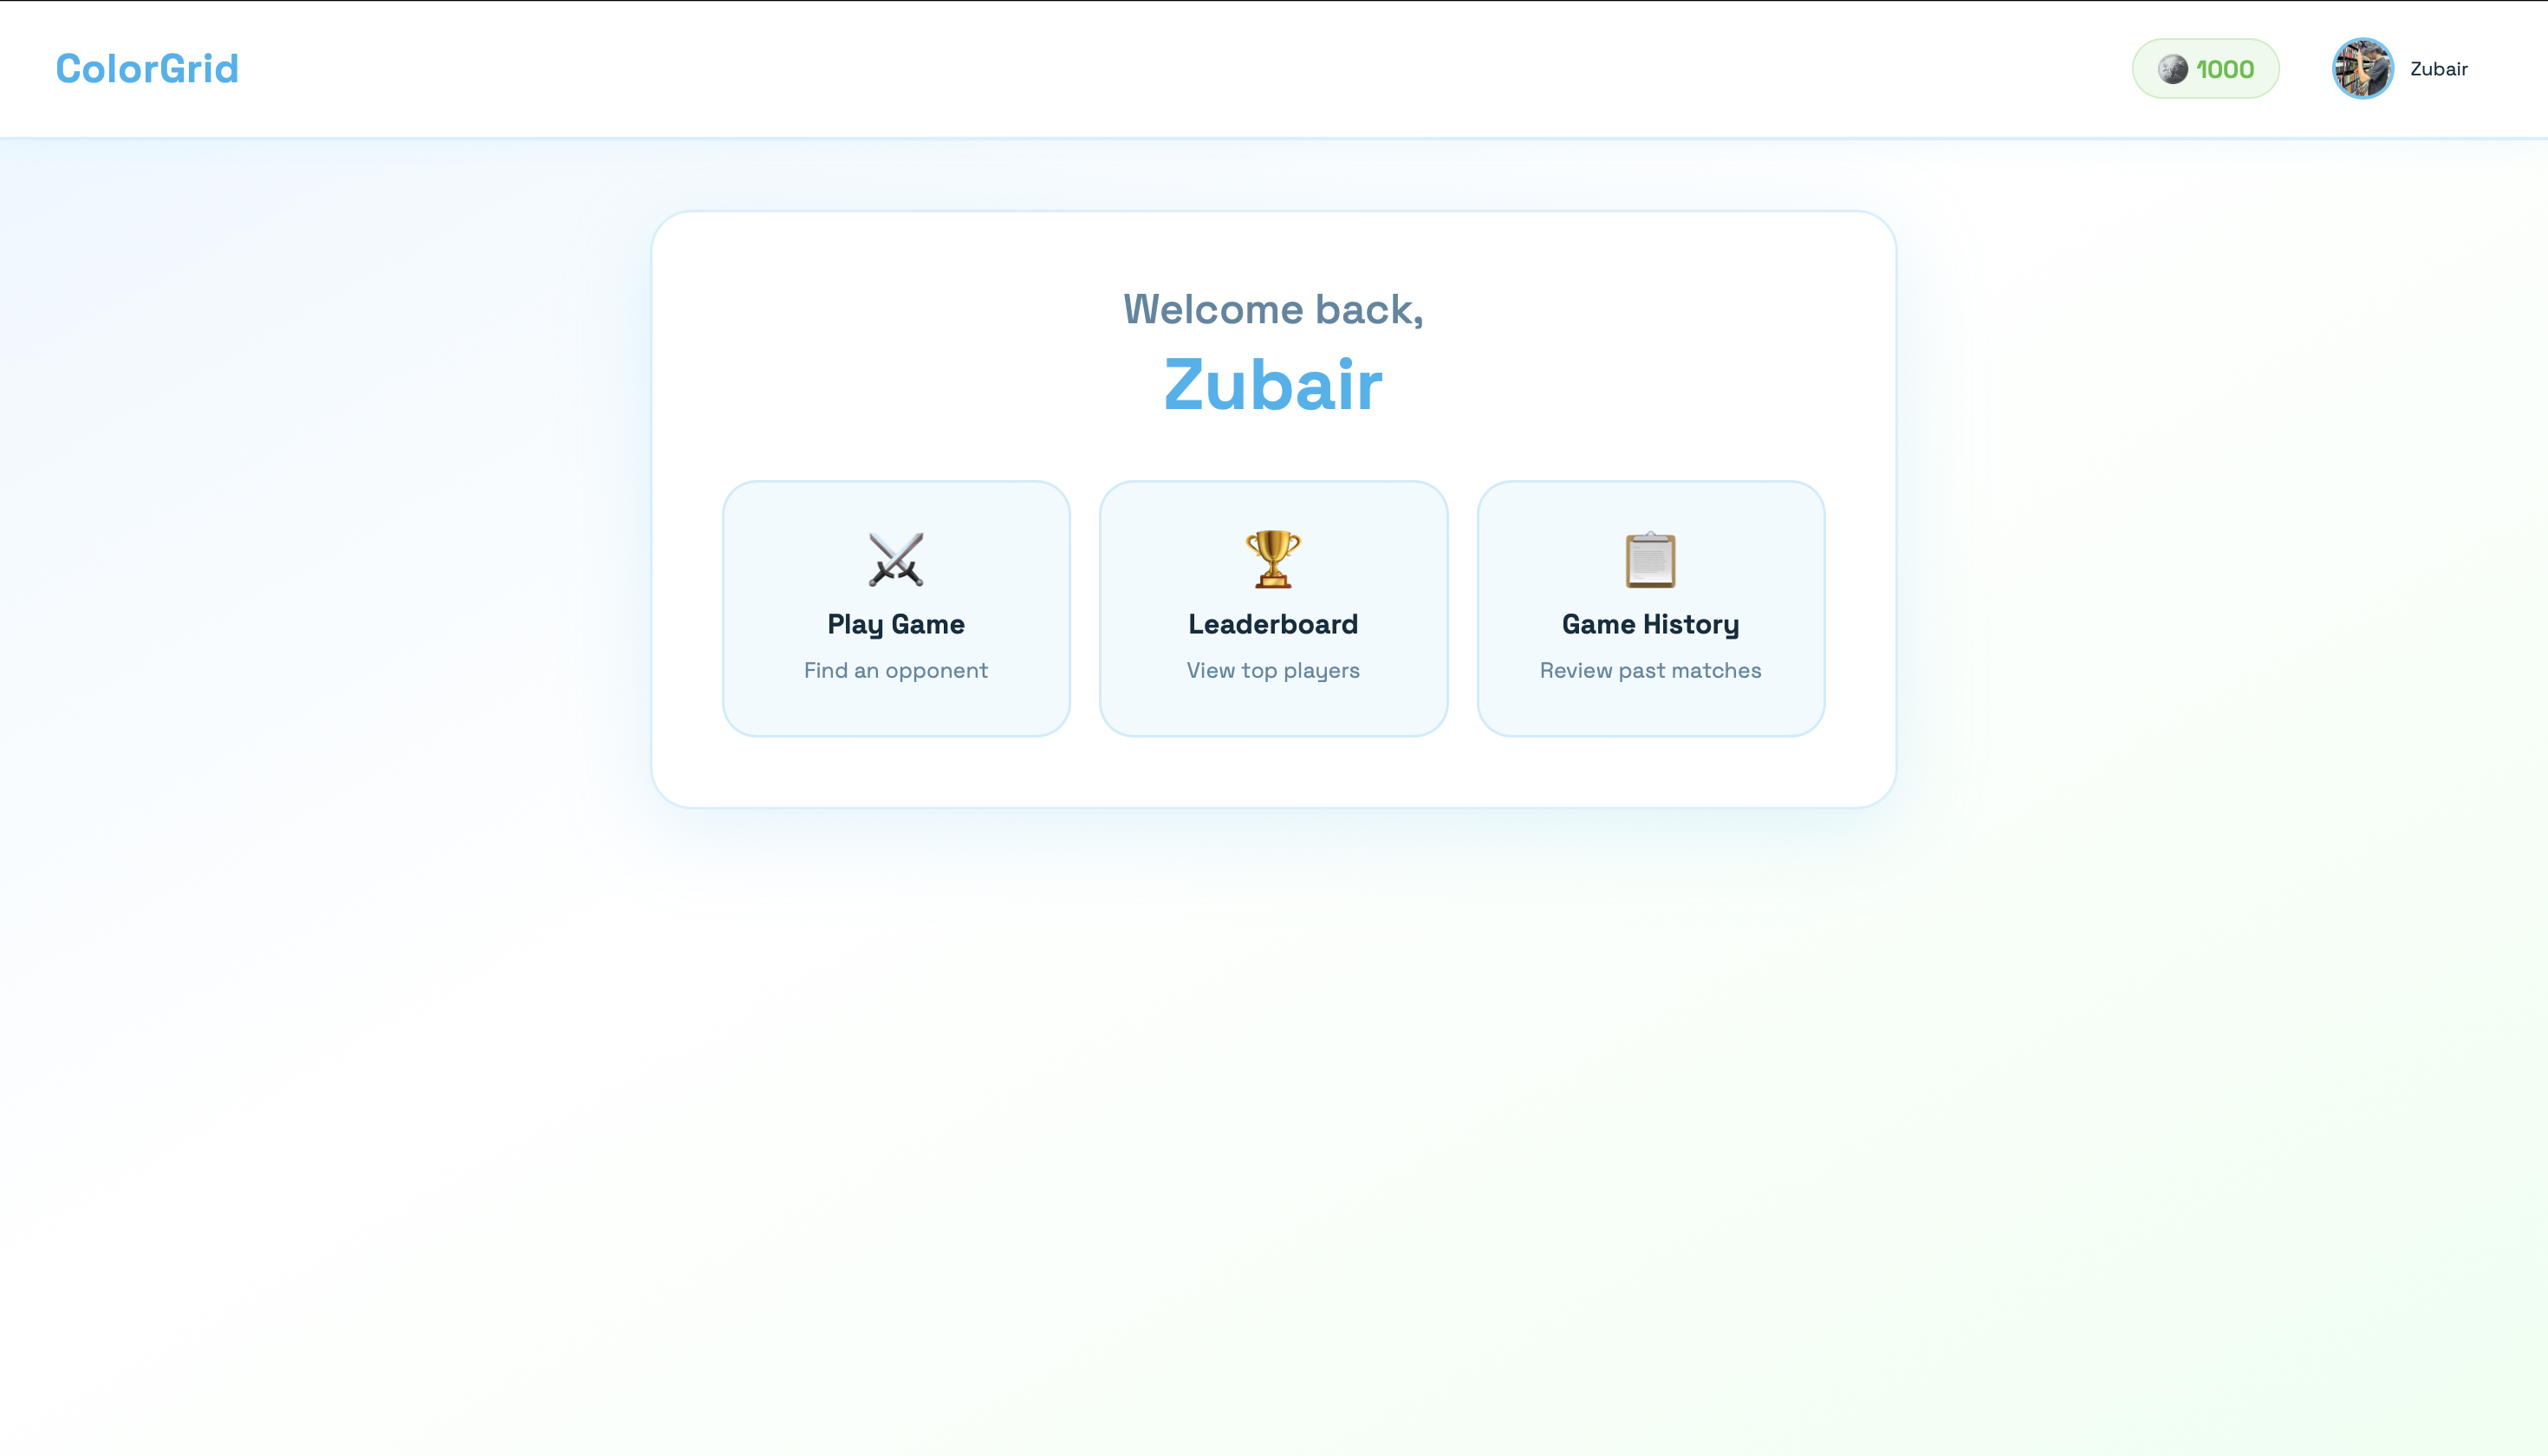 ColorGrid
1000
Zubair
Welcome back,
Zubair
Play Game
Find an opponent
Leaderboard
View top players
Game History
Review past matches